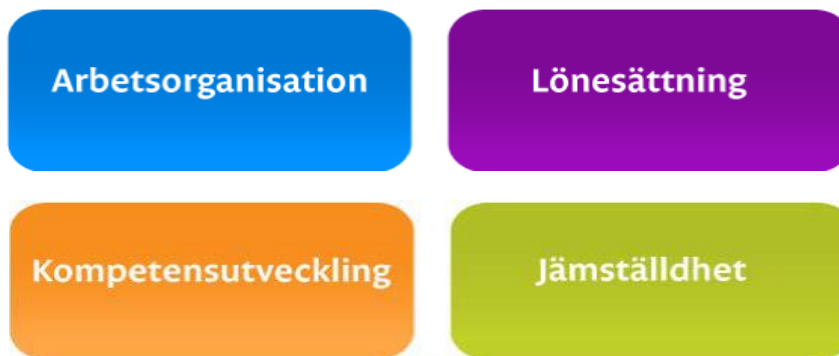 Arbetsorganisation
Lönesättning
Kompetensutveckling
Jämställdhet